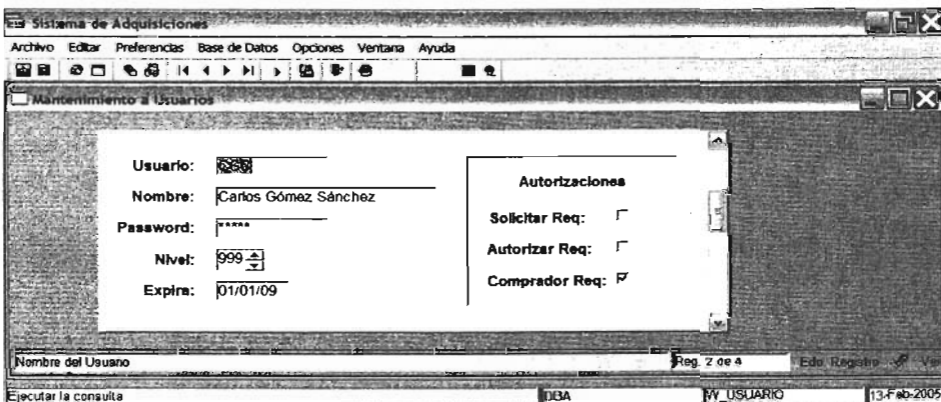 Sistema de Adquisiciones
Archivo Editar Preferencias Base de Datos Opciones Ventana Ayuda
Mantenimiento a Usuarios
Usuario:
Nombre: Carlos Gómez Sánchez
Password: *****
Nivel: 999
Expira: 01/01/09
Autorizaciones
Solicitar Req:
Autorizar Req:
Comprador Req:
Nombre del Usuario
Reg. 2 de 4
Edo. Registro
Ejecutar la consulta
DBA
W_USUARIO
13-Feb-2005